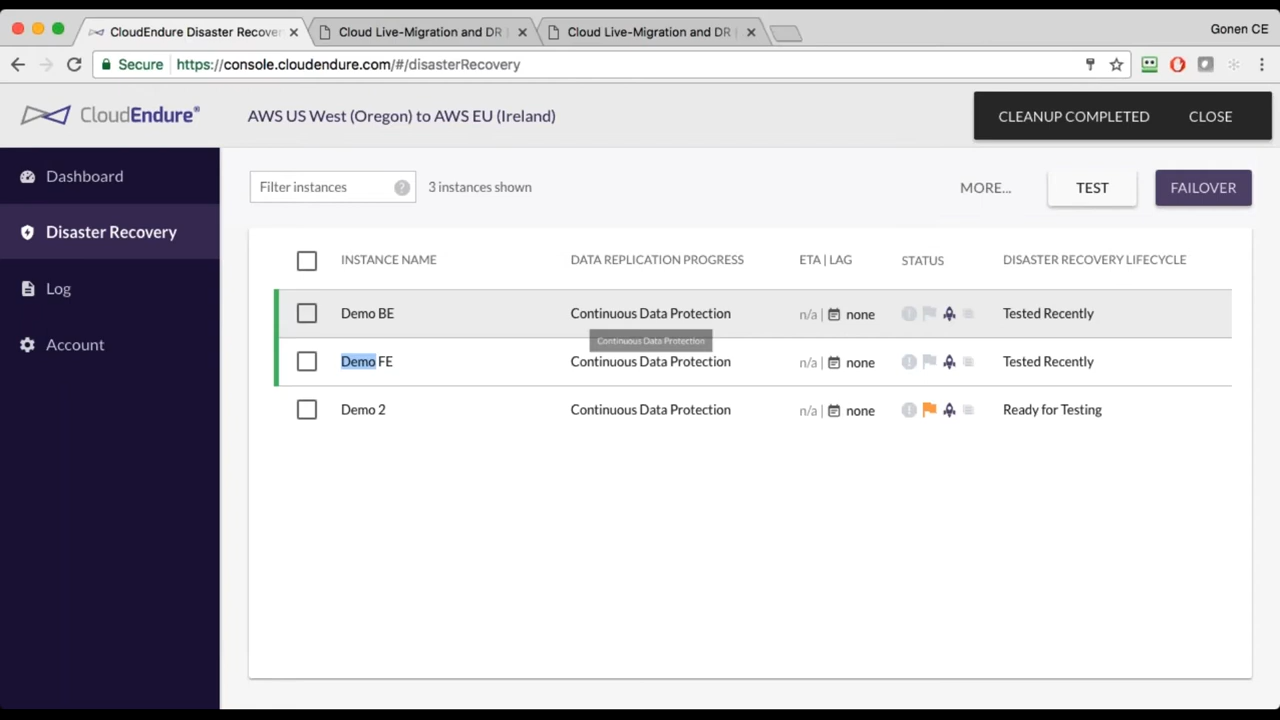 CloudEndure Disaster Recover
Cloud Live-Migration and DR
Cloud Live-Migration and DR
Gonen CE
Secure
https://console.cloudendure.com/#/disasterRecovery
CloudEndure®
AWS US West (Oregon) to AWS EU (Ireland)
CLEANUP COMPLETED
CLOSE
Dashboard
Disaster Recovery
Log
Account
Filter instances ?
3 instances shown
MORE...
TEST
FAILOVER
INSTANCE NAME DATA REPLICATION PROGRESS ETA | LAG STATUS DISASTER RECOVERY LIFECYCLE
Demo BE Continuous Data Protection n/a | none Tested Recently
Continuous Data Protection
Demo FE Continuous Data Protection n/a | none Tested Recently
Demo 2 Continuous Data Protection n/a | none Ready for Testing